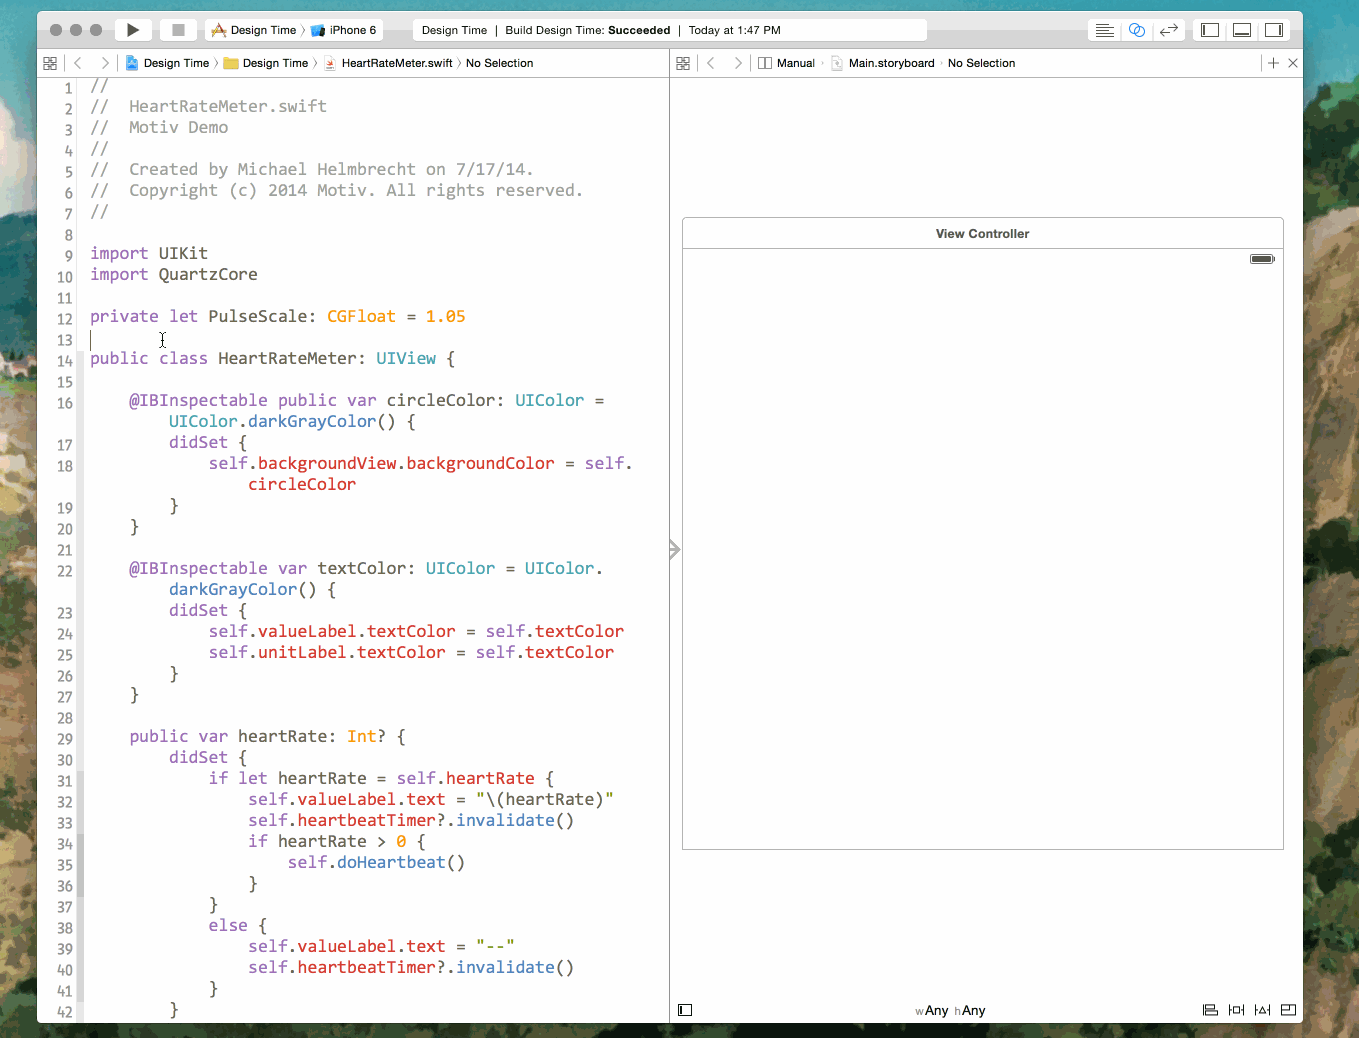 Design Time 〉 iPhone 6
Design Time | Build Design Time: Succeeded | Today at 1:47 PM
Design Time 〉 Design Time 〉 HeartRateMeter.swift 〉 No Selection
Manual 〉 Main.storyboard 〉 No Selection
1 //
2 //  HeartRateMeter.swift
3 //  Motiv Demo
4 //
5 //  Created by Michael Helmbrecht on 7/17/14.
6 //  Copyright (c) 2014 Motiv. All rights reserved.
7 //
8
9 import UIKit
10 import QuartzCore
11
12 private let PulseScale: CGFloat = 1.05
13
14 public class HeartRateMeter: UIView {
15
16     @IBInspectable public var circleColor: UIColor =
UIColor.darkGrayColor() {
17         didSet {
18             self.backgroundView.backgroundColor = self.
circleColor
19         }
20     }
21
22     @IBInspectable var textColor: UIColor = UIColor.
darkGrayColor() {
23         didSet {
24             self.valueLabel.textColor = self.textColor
25             self.unitLabel.textColor = self.textColor
26         }
27     }
28
29     public var heartRate: Int? {
30         didSet {
31             if let heartRate = self.heartRate {
32                 self.valueLabel.text = "\(heartRate)"
33                 self.heartbeatTimer?.invalidate()
34                 if heartRate > 0 {
35                     self.doHeartbeat()
36                 }
37             }
38             else {
39                 self.valueLabel.text = "--"
40                 self.heartbeatTimer?.invalidate()
41             }
42         }
View Controller
wAny hAny